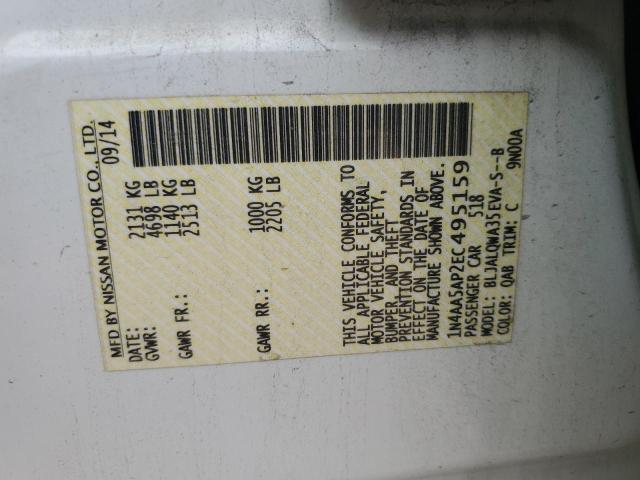 MFD BY NISSAN MOTOR CO., LTD.
DATE: 09/14
GVWR: 2131 KG
4698 LB
GAWR FR.: 1140 KG
2513 LB
GAWR RR.: 1000 KG
2205 LB
THIS VEHICLE CONFORMS TO
ALL APPLICABLE FEDERAL
MOTOR VEHICLE SAFETY,
BUMPER, AND THEFT
PREVENTION STANDARDS IN
EFFECT ON THE DATE OF
MANUFACTURE SHOWN ABOVE.
1N4AA5AP2EC495159
PASSENGER CAR 518
MODEL: BLJALQWA35EVA-S--B
COLOR: QAB TRIM: C 9N00A